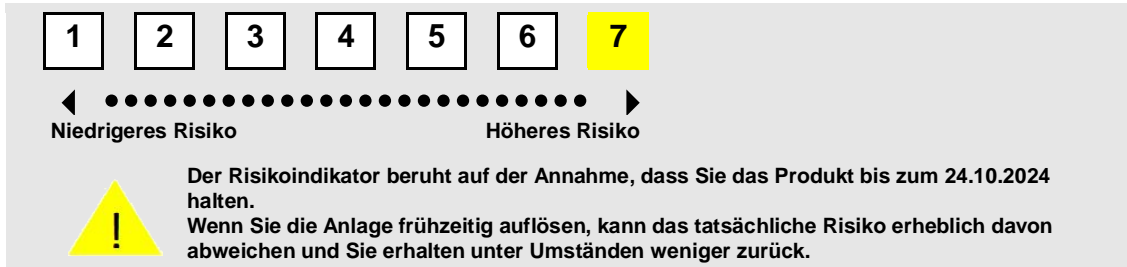 1 2 3 4 5 6 7
Niedrigeres Risiko Höheres Risiko
Der Risikoindikator beruht auf der Annahme, dass Sie das Produkt bis zum 24.10.2024
halten.
Wenn Sie die Anlage frühzeitig auflösen, kann das tatsächliche Risiko erheblich davon
abweichen und Sie erhalten unter Umständen weniger zurück.
!